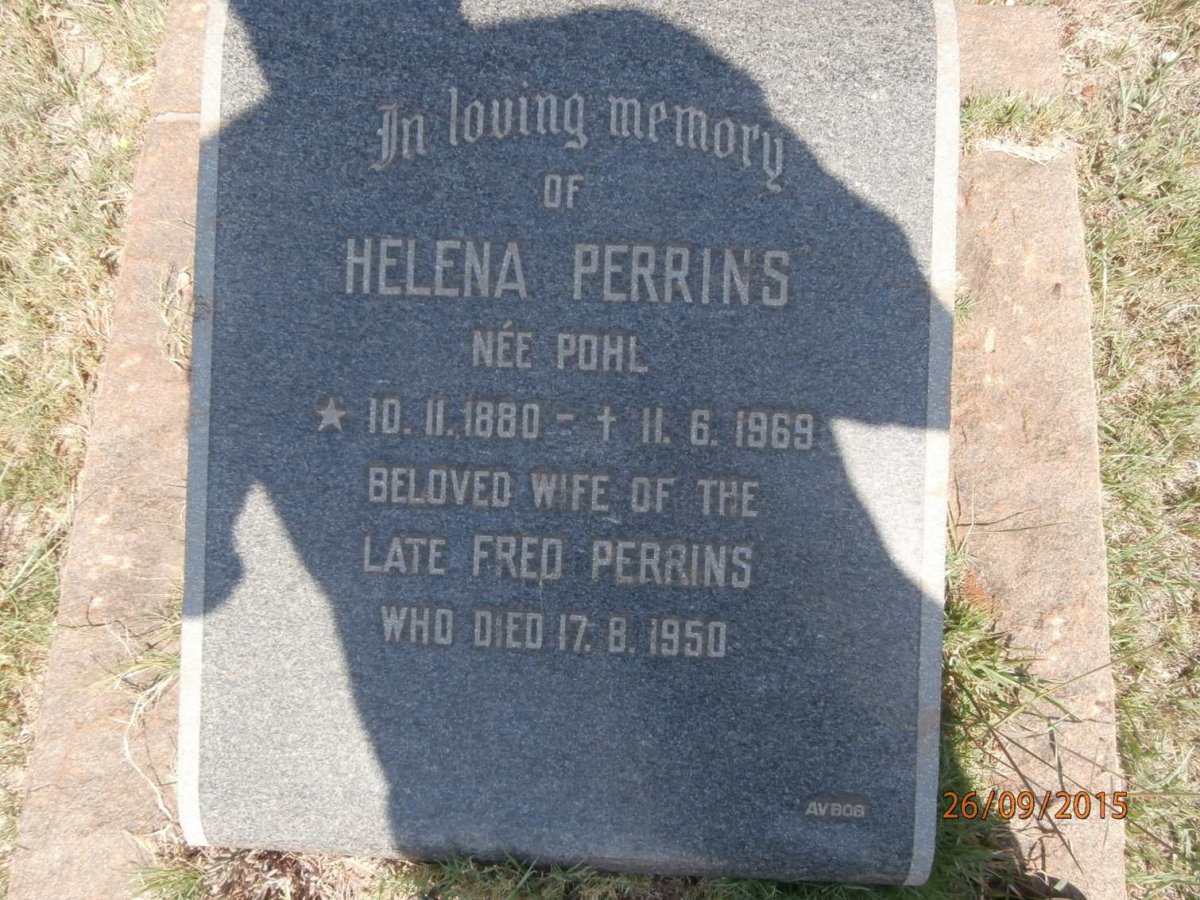 In loving memory
OF
HELENA PERRINS
NÉE POHL
★ 10. 11. 1880 – † 11. 6. 1969
BELOVED WIFE OF THE
LATE FRED PERRINS
WHO DIED 17. 8. 1950
AVBOB
26/09/2015